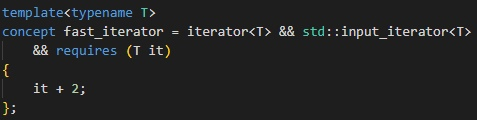 template<typename T>
concept fast_iterator = iterator<T> && std::input_iterator<T>
    && requires (T it)
{
    it + 2;
};